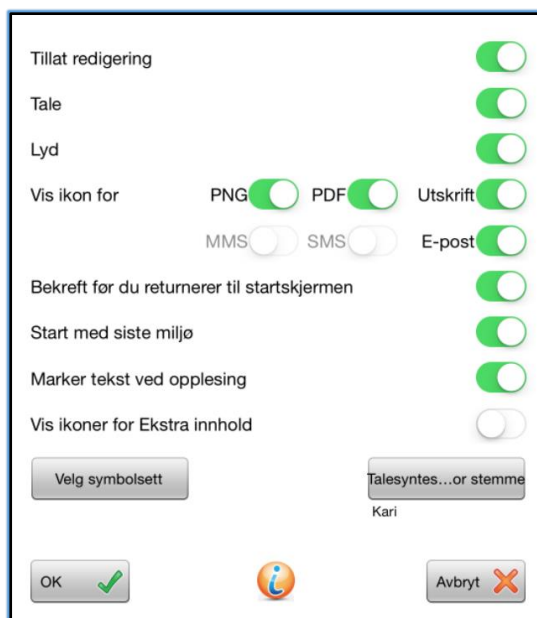 Tillat redigering
Tale
Lyd
Vis ikon for PNG PDF Utskrift
MMS SMS E-post
Bekreft før du returnerer til startskjermen
Start med siste miljø
Marker tekst ved opplesing
Vis ikoner for Ekstra innhold
Velg symbolsett Talesyntes...or stemme
Kari
OK i Avbryt